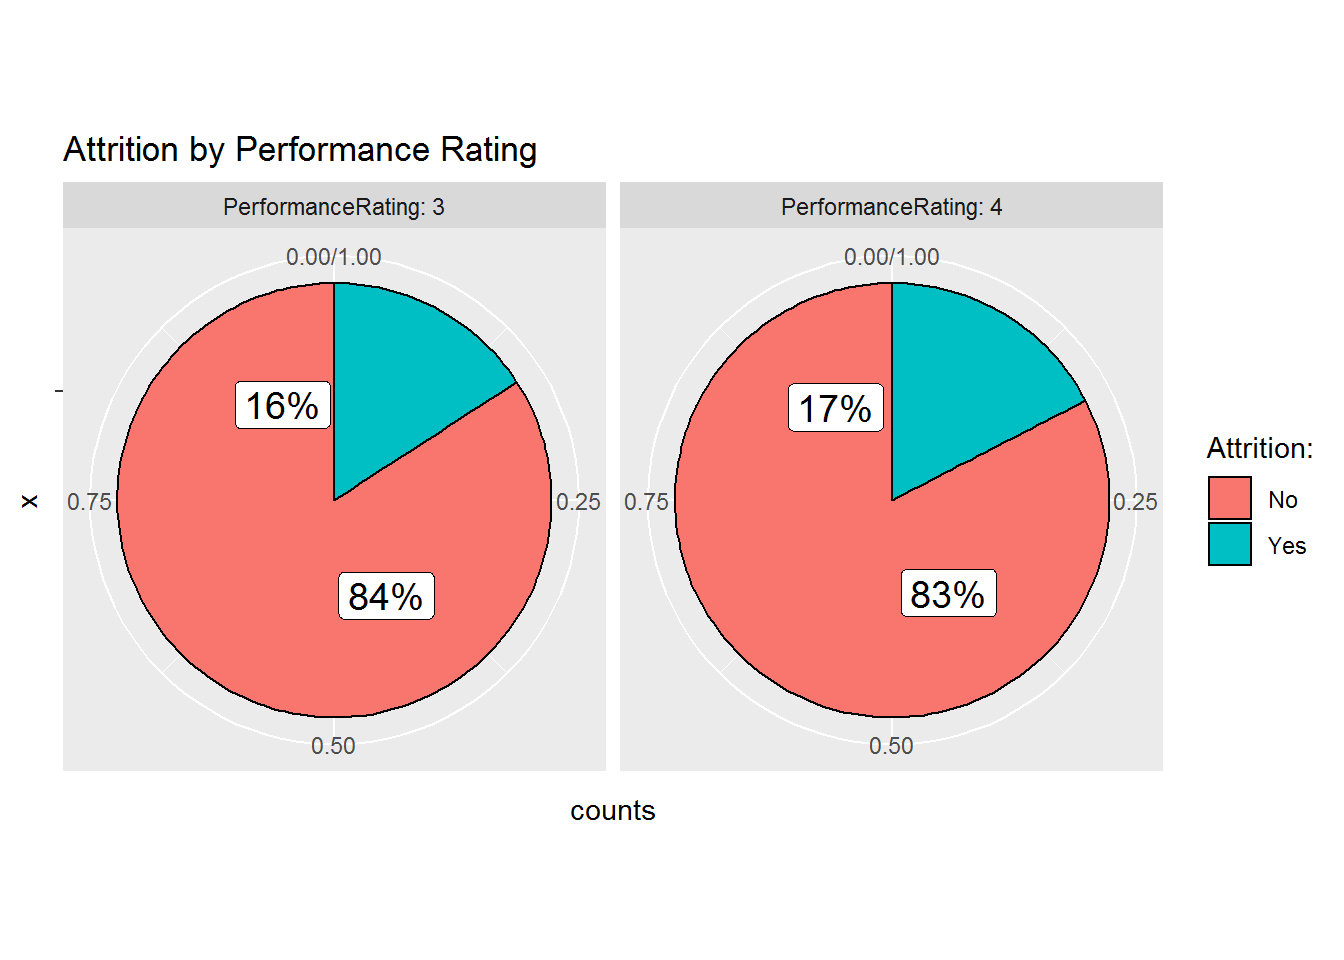 Attrition by Performance Rating
PerformanceRating: 3
PerformanceRating: 4
0.00/1.00
0.00/1.00
16%
17%
x
0.75
0.25
0.75
0.25
84%
83%
0.50
0.50
counts
Attrition:
No
Yes